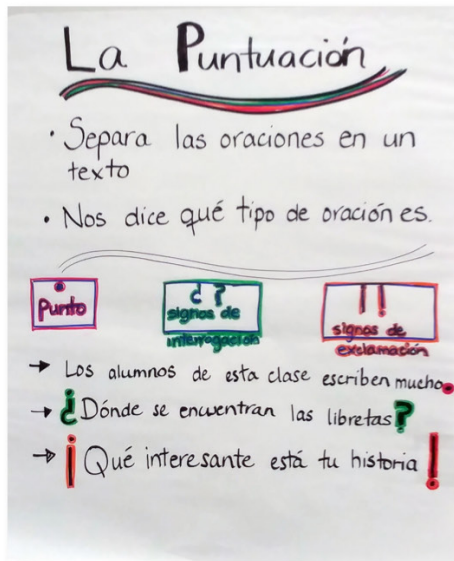 La Puntuación
· Separa las oraciones en un
texto
· Nos dice qué tipo de oración es.
. ¿? ¡!
Punto signos de interrogación signos de exclamación
→ Los alumnos de esta clase escriben mucho.
→ ¿Dónde se encuentran las libretas?
→ ¡Qué interesante está tu historia!